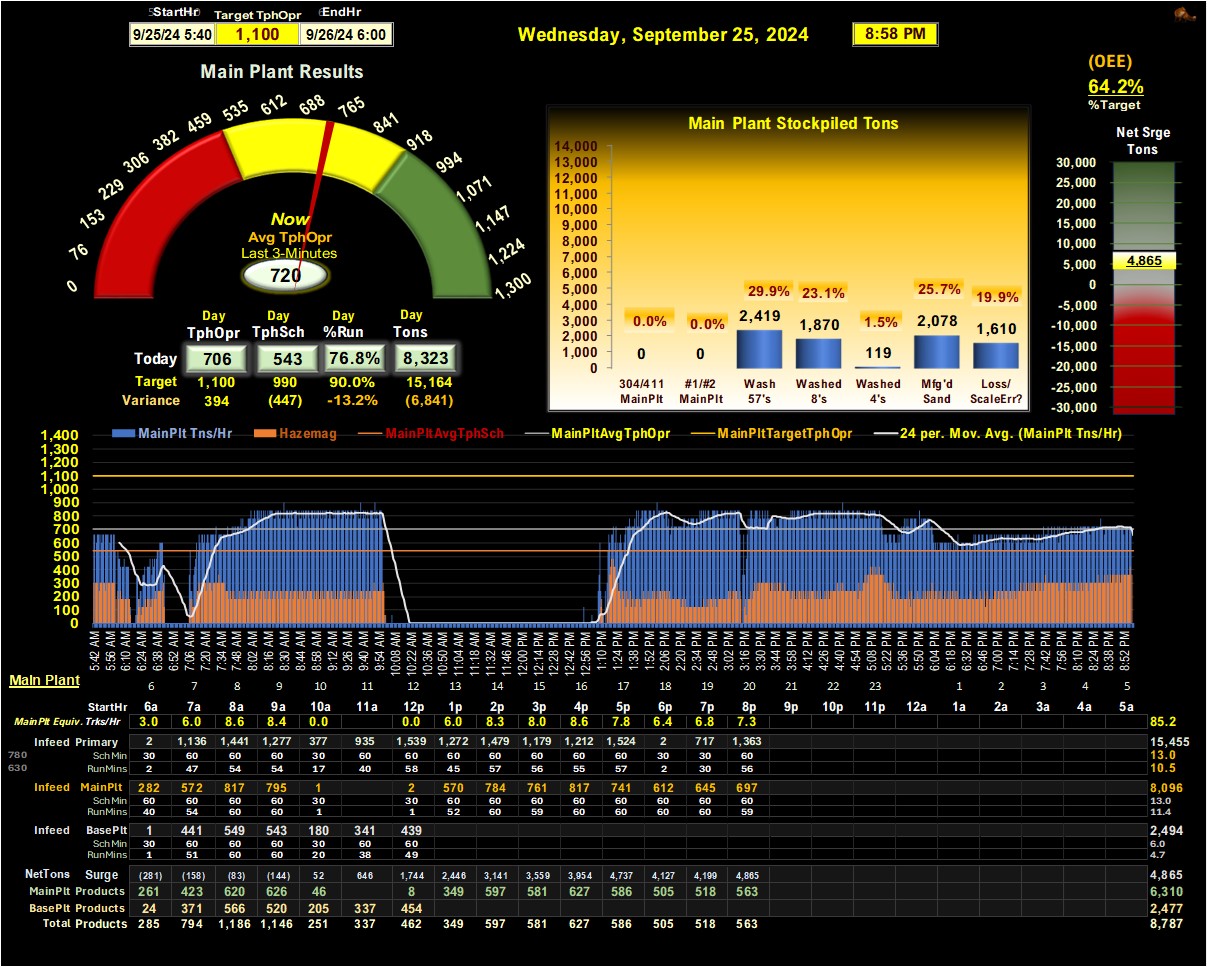 StartHr Target TphOpr EndHr
9/25/24 5:40 1,100 9/26/24 6:00
Wednesday, September 25, 2024 8:58 PM
(OEE)
64.2%
%Target
Main Plant Results
0 76 153 229 306 382 459 535 612 688 765 841 918 994 1,071 1,147 1,224 1,300
Now
Avg TphOpr
Last 3-Minutes
720
Day Day Day Day
TphOpr TphSch %Run Tons
Today 706 543 76.8% 8,323
Target 1,100 990 90.0% 15,164
Variance 394 (447) -13.2% (6,841)
Main Plant Stockpiled Tons
14,000
13,000
12,000
11,000
10,000
9,000
8,000
7,000
6,000
5,000
4,000
3,000
2,000
1,000
0
0.0% 0.0% 29.9% 23.1% 1.5% 25.7% 19.9%
0 0 2,419 1,870 119 2,078 1,610
304/411 #1/#2 Wash Washed Washed Mfg'd Loss/
MainPlt MainPlt 57's 8's 4's Sand ScaleErr?
Net Srge
Tons
30,000
25,000
20,000
15,000
10,000
5,000
0
-5,000
-10,000
-15,000
-20,000
-25,000
-30,000
4,865
MainPlt Tns/Hr Hazemag MainPltAvgTphSch MainPltAvgTphOpr MainPltTargetTphOpr 24 per. Mov. Avg. (MainPlt Tns/Hr)
1,400
1,300
1,200
1,100
1,000
900
800
700
600
500
400
300
200
100
0
5:42 AM 5:56 AM 6:10 AM 6:24 AM 6:38 AM 6:52 AM 7:06 AM 7:20 AM 7:34 AM 7:48 AM 8:02 AM 8:16 AM 8:30 AM 8:44 AM 8:58 AM 9:12 AM 9:26 AM 9:40 AM 9:54 AM 10:08 AM 10:22 AM 10:36 AM 10:50 AM 11:04 AM 11:18 AM 11:32 AM 11:46 AM 12:00 PM 12:14 PM 12:28 PM 12:42 PM 12:56 PM 1:10 PM 1:24 PM 1:38 PM 1:52 PM 2:06 PM 2:20 PM 2:34 PM 2:48 PM 3:02 PM 3:16 PM 3:30 PM 3:44 PM 3:58 PM 4:12 PM 4:26 PM 4:40 PM 4:54 PM 5:08 PM 5:22 PM 5:36 PM 5:50 PM 6:04 PM 6:18 PM 6:32 PM 6:46 PM 7:00 PM 7:14 PM 7:28 PM 7:42 PM 7:56 PM 8:10 PM 8:24 PM 8:38 PM 8:52 PM
Main Plant
6 7 8 9 10 11 12 13 14 15 16 17 18 19 20 21 22 23 1 2 3 4 5
StartHr 6a 7a 8a 9a 10a 11a 12p 1p 2p 3p 4p 5p 6p 7p 8p 9p 10p 11p 12a 1a 2a 3a 4a 5a
MainPlt Equiv. Trks/Hr 3.0 6.0 8.6 8.4 0.0 0.0 6.0 8.3 8.0 8.6 7.8 6.4 6.8 7.3 85.2
Infeed Primary 2 1,136 1,441 1,277 377 935 1,539 1,272 1,479 1,179 1,212 1,524 2 717 1,363 15,455
780 SchMin 30 60 60 60 30 60 60 60 60 60 60 60 30 30 60 13.0
630 RunMins 2 47 54 54 17 40 58 45 57 56 55 57 2 30 56 10.5
Infeed MainPlt 282 572 817 795 1 2 570 784 761 817 741 612 645 697 8,096
SchMin 60 60 60 60 30 30 60 60 60 60 60 60 60 60 13.0
RunMins 40 54 60 60 1 1 52 60 59 60 60 60 60 59 11.4
Infeed BasePlt 1 441 549 543 180 341 439 2,494
SchMin 30 60 60 60 30 60 60 6.0
RunMins 1 51 60 60 20 38 49 4.7
NetTons Surge (281) (158) (83) (144) 52 646 1,744 2,446 3,141 3,559 3,954 4,737 4,127 4,199 4,865 4,865
MainPlt Products 261 423 620 626 46 8 349 597 581 627 586 505 518 563 6,310
BasePlt Products 24 371 566 520 205 337 454 2,477
Total Products 285 794 1,186 1,146 251 337 462 349 597 581 627 586 505 518 563 8,787